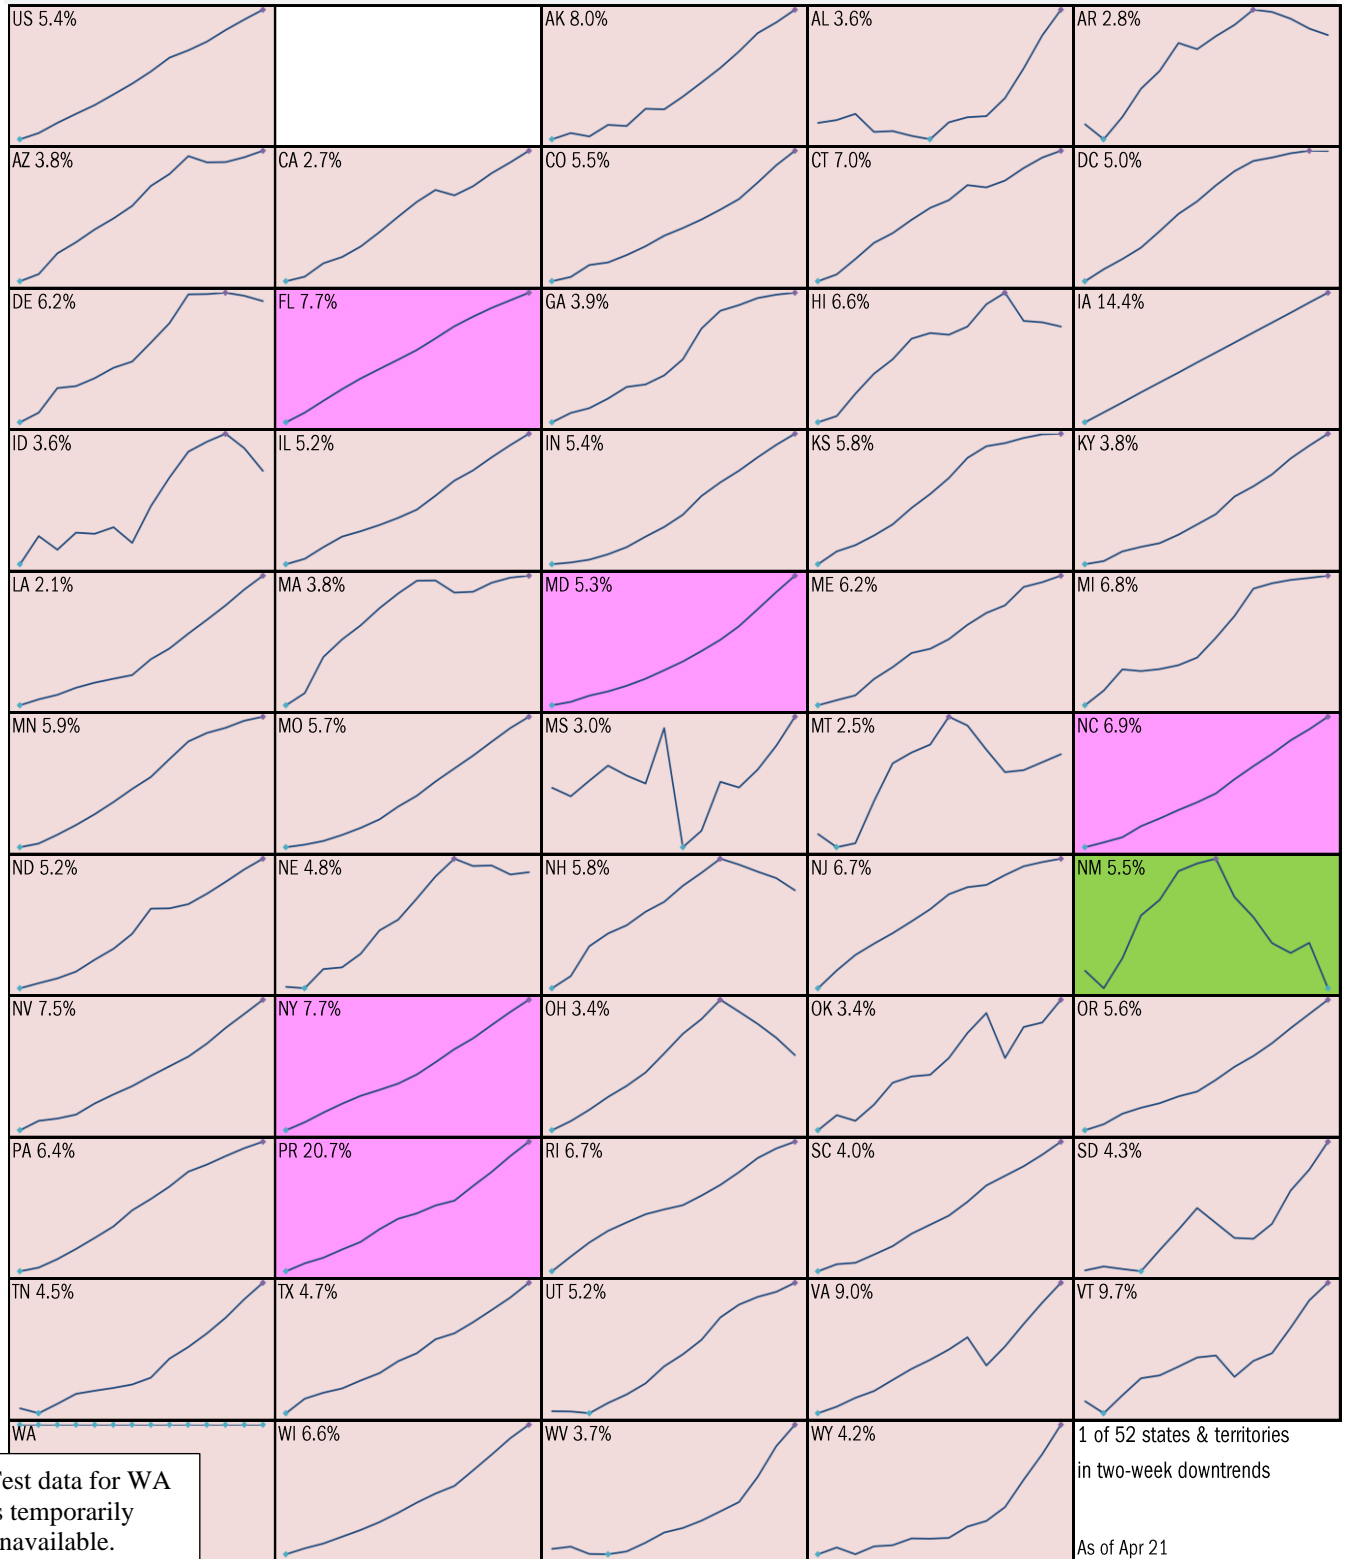 US 5.4%
AK 8.0%
AL 3.6%
AR 2.8%
AZ 3.8%
CA 2.7%
CO 5.5%
CT 7.0%
DC 5.0%
DE 6.2%
FL 7.7%
GA 3.9%
HI 6.6%
IA 14.4%
ID 3.6%
IL 5.2%
IN 5.4%
KS 5.8%
KY 3.8%
LA 2.1%
MA 3.8%
MD 5.3%
ME 6.2%
MI 6.8%
MN 5.9%
MO 5.7%
MS 3.0%
MT 2.5%
NC 6.9%
ND 5.2%
NE 4.8%
NH 5.8%
NJ 6.7%
NM 5.5%
NV 7.5%
NY 7.7%
OH 3.4%
OK 3.4%
OR 5.6%
PA 6.4%
PR 20.7%
RI 6.7%
SC 4.0%
SD 4.3%
TN 4.5%
TX 4.7%
UT 5.2%
VA 9.0%
VT 9.7%
WA
WI 6.6%
WV 3.7%
WY 4.2%
1 of 52 states & territories
in two-week downtrends
As of Apr 21
data for WA
temporarily